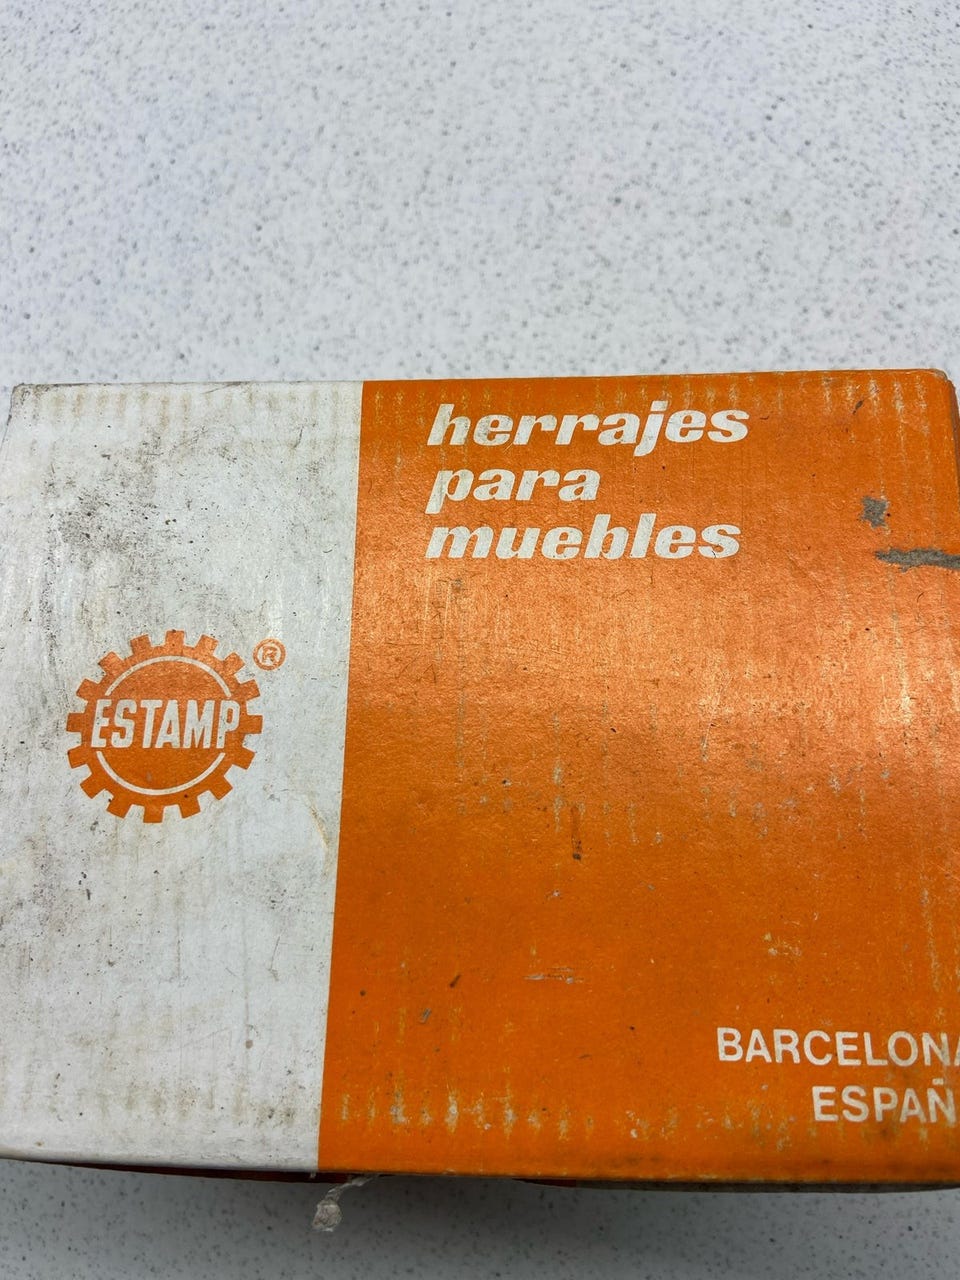 herrajes
para
muebles
ESTAMP®
BARCELONA
ESPAÑ